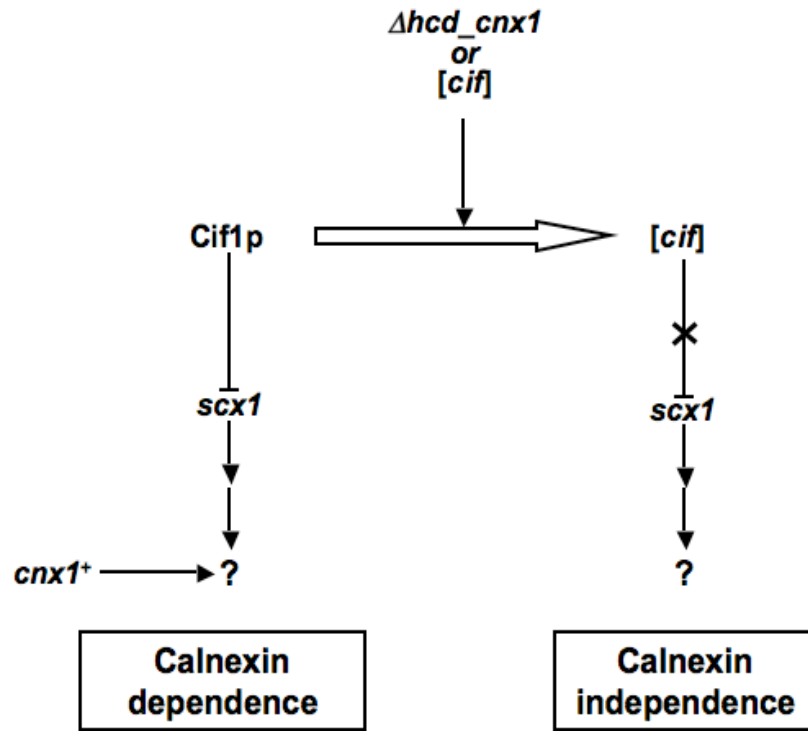 Δhcd_cnx1
or
[cif]
Cif1p
[cif]
scx1
scx1
cnx1⁺
?
?
Calnexin
dependence
Calnexin
independence